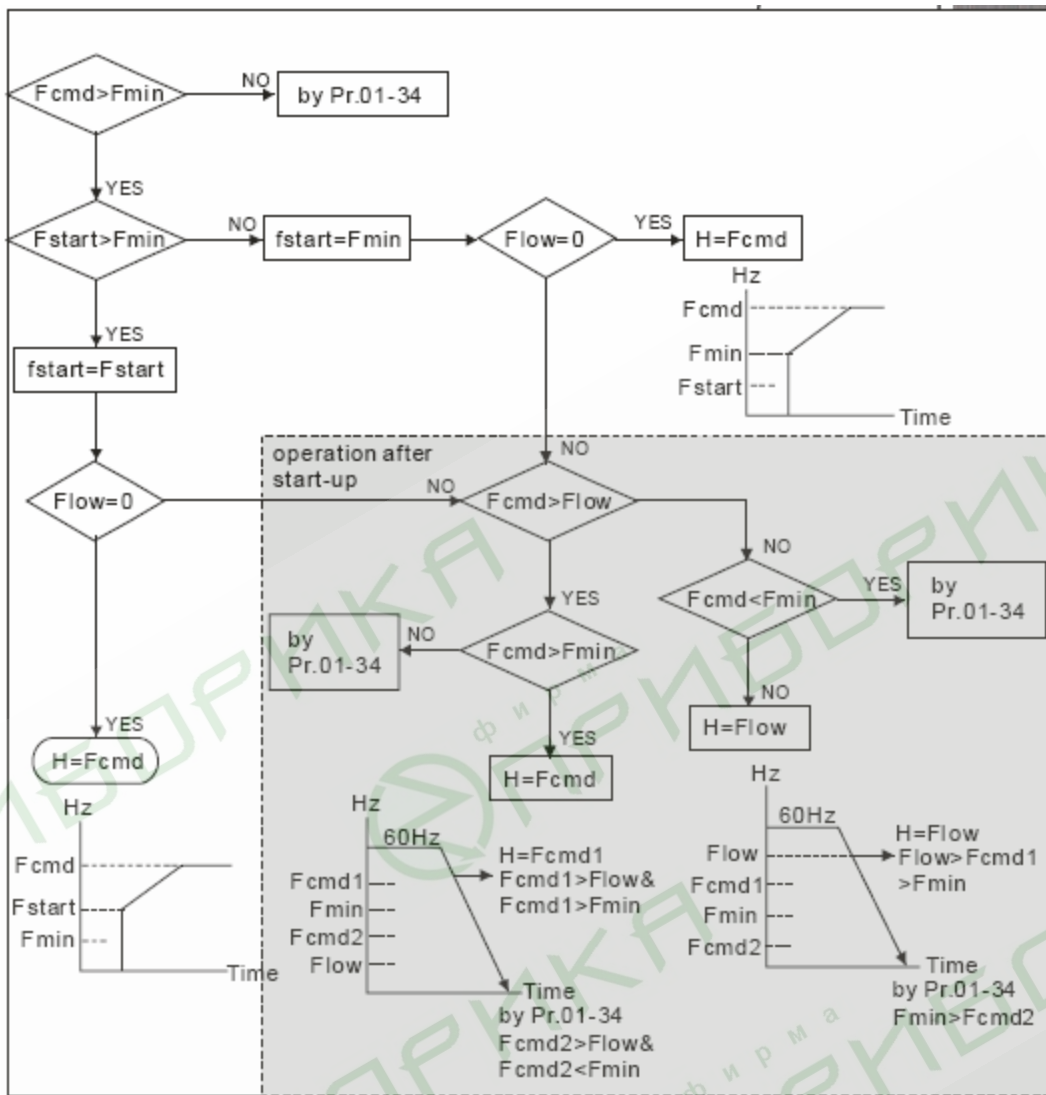 Fcmd>Fmin
NO
by Pr.01-34
YES
Fstart>Fmin
NO
fstart=Fmin
Flow=0
YES
H=Fcmd
Hz
Fcmd
Fmin
Fstart
Time
YES
fstart=Fstart
NO
operation after
start-up
Flow=0
NO
Fcmd>Flow
NO
YES
Fcmd<Fmin
YES
by
Pr.01-34
by
Pr.01-34
NO
Fcmd>Fmin
NO
H=Flow
YES
H=Fcmd
YES
H=Fcmd
Hz
Fcmd
Fstart
Fmin
Time
Hz
60Hz
H=Fcmd1
Fcmd1>Flow&
Fcmd1>Fmin
Fcmd1
Fmin
Fcmd2
Flow
Time
by Pr.01-34
Fcmd2>Flow&
Fcmd2<Fmin
Hz
60Hz
H=Flow
Flow>Fcmd1
>Fmin
Flow
Fcmd1
Fmin
Fcmd2
Time
by Pr.01-34
Fmin>Fcmd2
фирма
ПРИБОРИКА
фирма